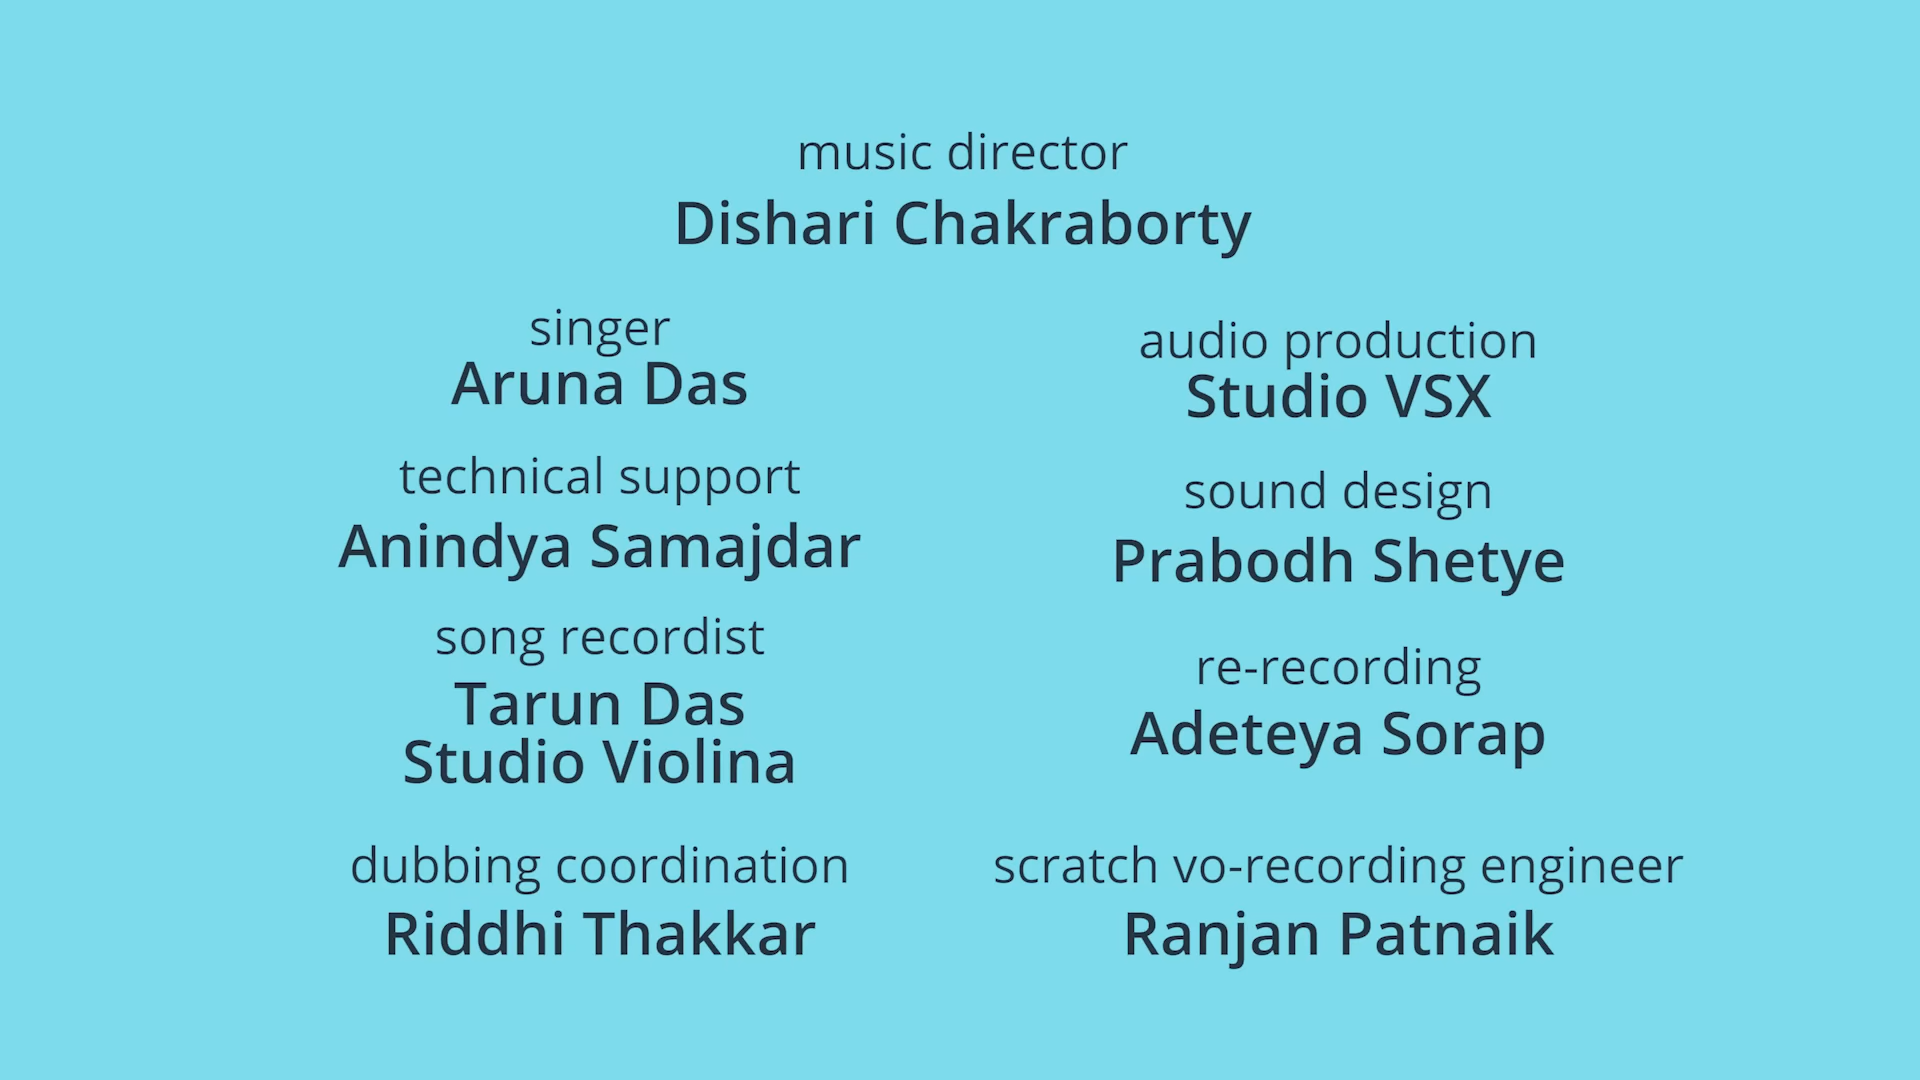 music director
Dishari Chakraborty
singer
Aruna Das
technical support
Anindya Samajdar
song recordist
Tarun Das
Studio Violina
dubbing coordination
Riddhi Thakkar
audio production
Studio VSX
sound design
Prabodh Shetye
re-recording
Adeteya Sorap
scratch vo-recording engineer
Ranjan Patnaik